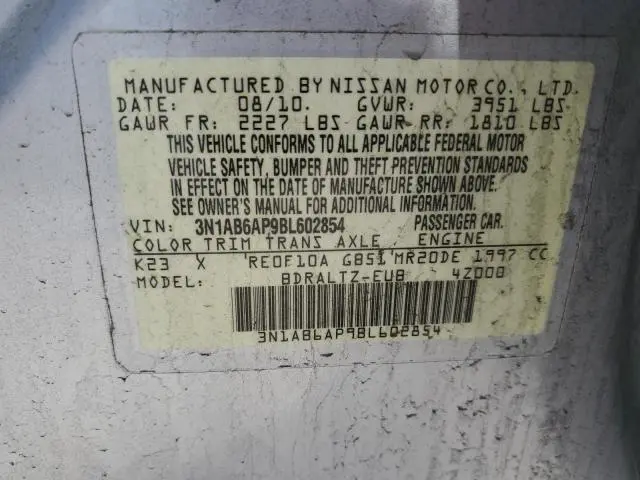 MANUFACTURED BY NISSAN MOTOR CO., LTD.
DATE: 08/10. GVWR: 3951 LBS
GAWR FR: 2227 LBS GAWR RR: 1810 LBS
THIS VEHICLE CONFORMS TO ALL APPLICABLE FEDERAL MOTOR
VEHICLE SAFETY, BUMPER AND THEFT PREVENTION STANDARDS
IN EFFECT ON THE DATE OF MANUFACTURE SHOWN ABOVE.
SEE OWNER'S MANUAL FOR ADDITIONAL INFORMATION.
VIN: 3N1AB6AP9BL602854 PASSENGER CAR.
COLOR TRIM TRANS AXLE ENGINE
K23 X RE0F10A GB51 MR20DE 1997 CC
MODEL: BDRALTZ-EUB 4Z000
3N1AB6AP9BL602854